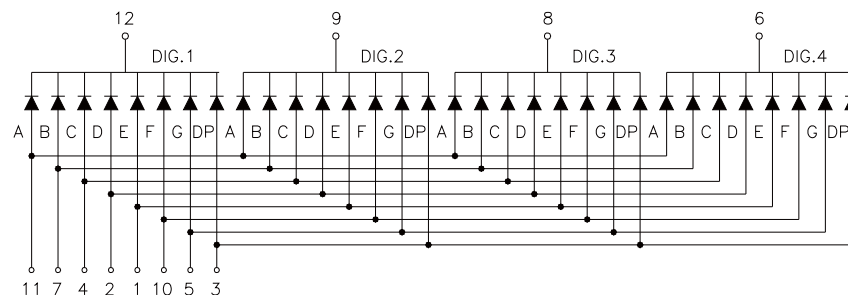 12 9 8 6
DIG.1 DIG.2 DIG.3 DIG.4
A B C D E F G DP A B C D E F G DP A B C D E F G DP A B C D E F G DP
11 7 4 2 1 10 5 3